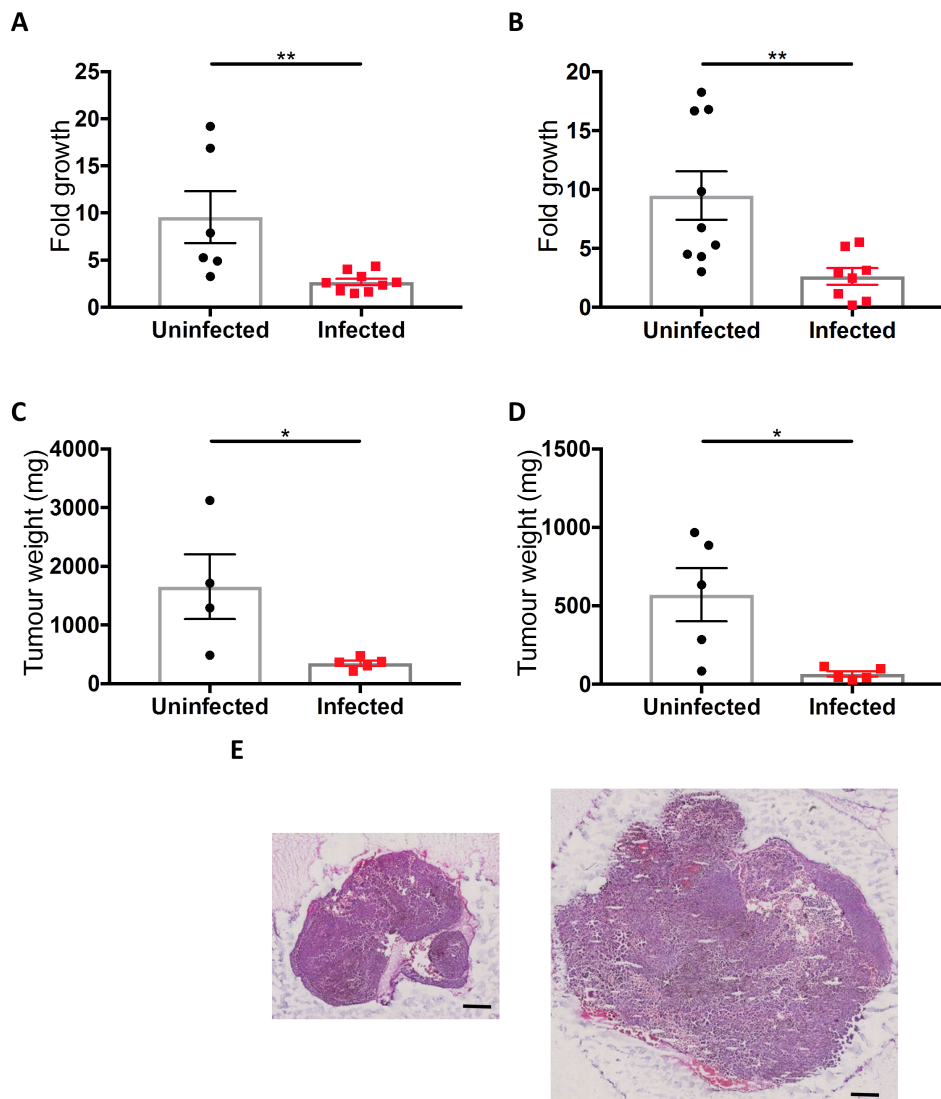 A
**
Fold growth
25
20
15
10
5
0
Uninfected Infected
B
**
Fold growth
20
15
10
5
0
Uninfected Infected
C
*
Tumour weight (mg)
4000
3000
2000
1000
0
Uninfected Infected
D
*
Tumour weight (mg)
1500
1000
500
0
Uninfected Infected
E